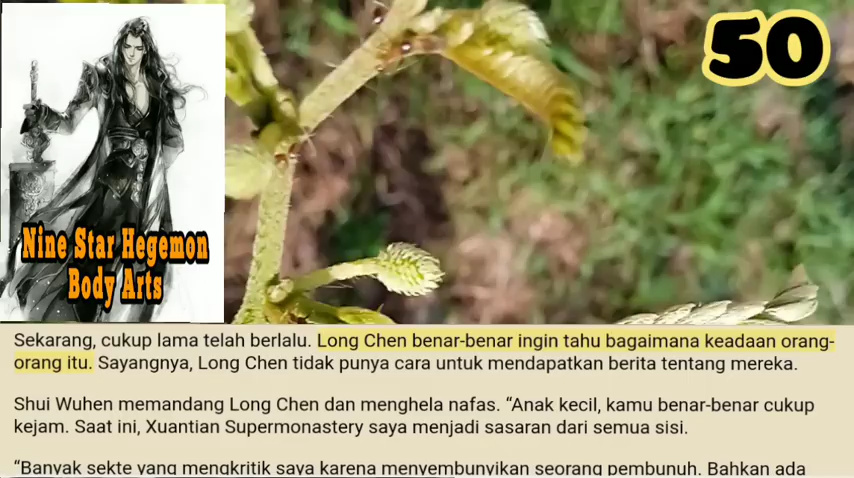 50
Nine Star Hegemon
Body Arts
Sekarang, cukup lama telah berlalu. Long Chen benar-benar ingin tahu bagaimana keadaan orang-
orang itu. Sayangnya, Long Chen tidak punya cara untuk mendapatkan berita tentang mereka.
Shui Wuhen memandang Long Chen dan menghela nafas. “Anak kecil, kamu benar-benar cukup
kejam. Saat ini, Xuantian Supermonastery saya menjadi sasaran dari semua sisi.
“Banyak sekte yang mengkritik saya karena menyembunyikan seorang pembunuh. Bahkan ada